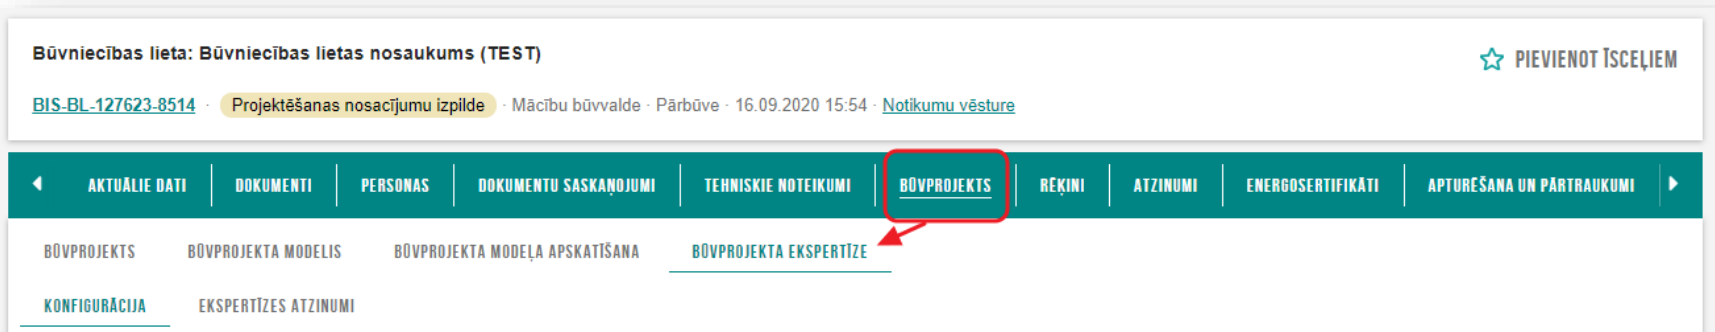 Būvniecības lieta: Būvniecības lietas nosaukums (TEST)
PIEVIENOT ĪSCEĻIEM
BIS-BL-127623-8514 · Projektēšanas nosacījumu izpilde · Mācību būvvalde · Pārbūve · 16.09.2020 15:54 · Notikumu vēsture
AKTUĀLIE DATI DOKUMENTI PERSONAS DOKUMENTU SASKAŅOJUMI TEHNISKIE NOTEIKUMI BŪVPROJEKTS RĒĶINI ATZINUMI ENERGOSERTIFIKĀTI APTURĒŠANA UN PĀRTRAUKUMI
BŪVPROJEKTS BŪVPROJEKTA MODELIS BŪVPROJEKTA MODEĻA APSKATĪŠANA BŪVPROJEKTA EKSPERTĪZE
KONFIGURĀCIJA EKSPERTĪZES ATZINUMI